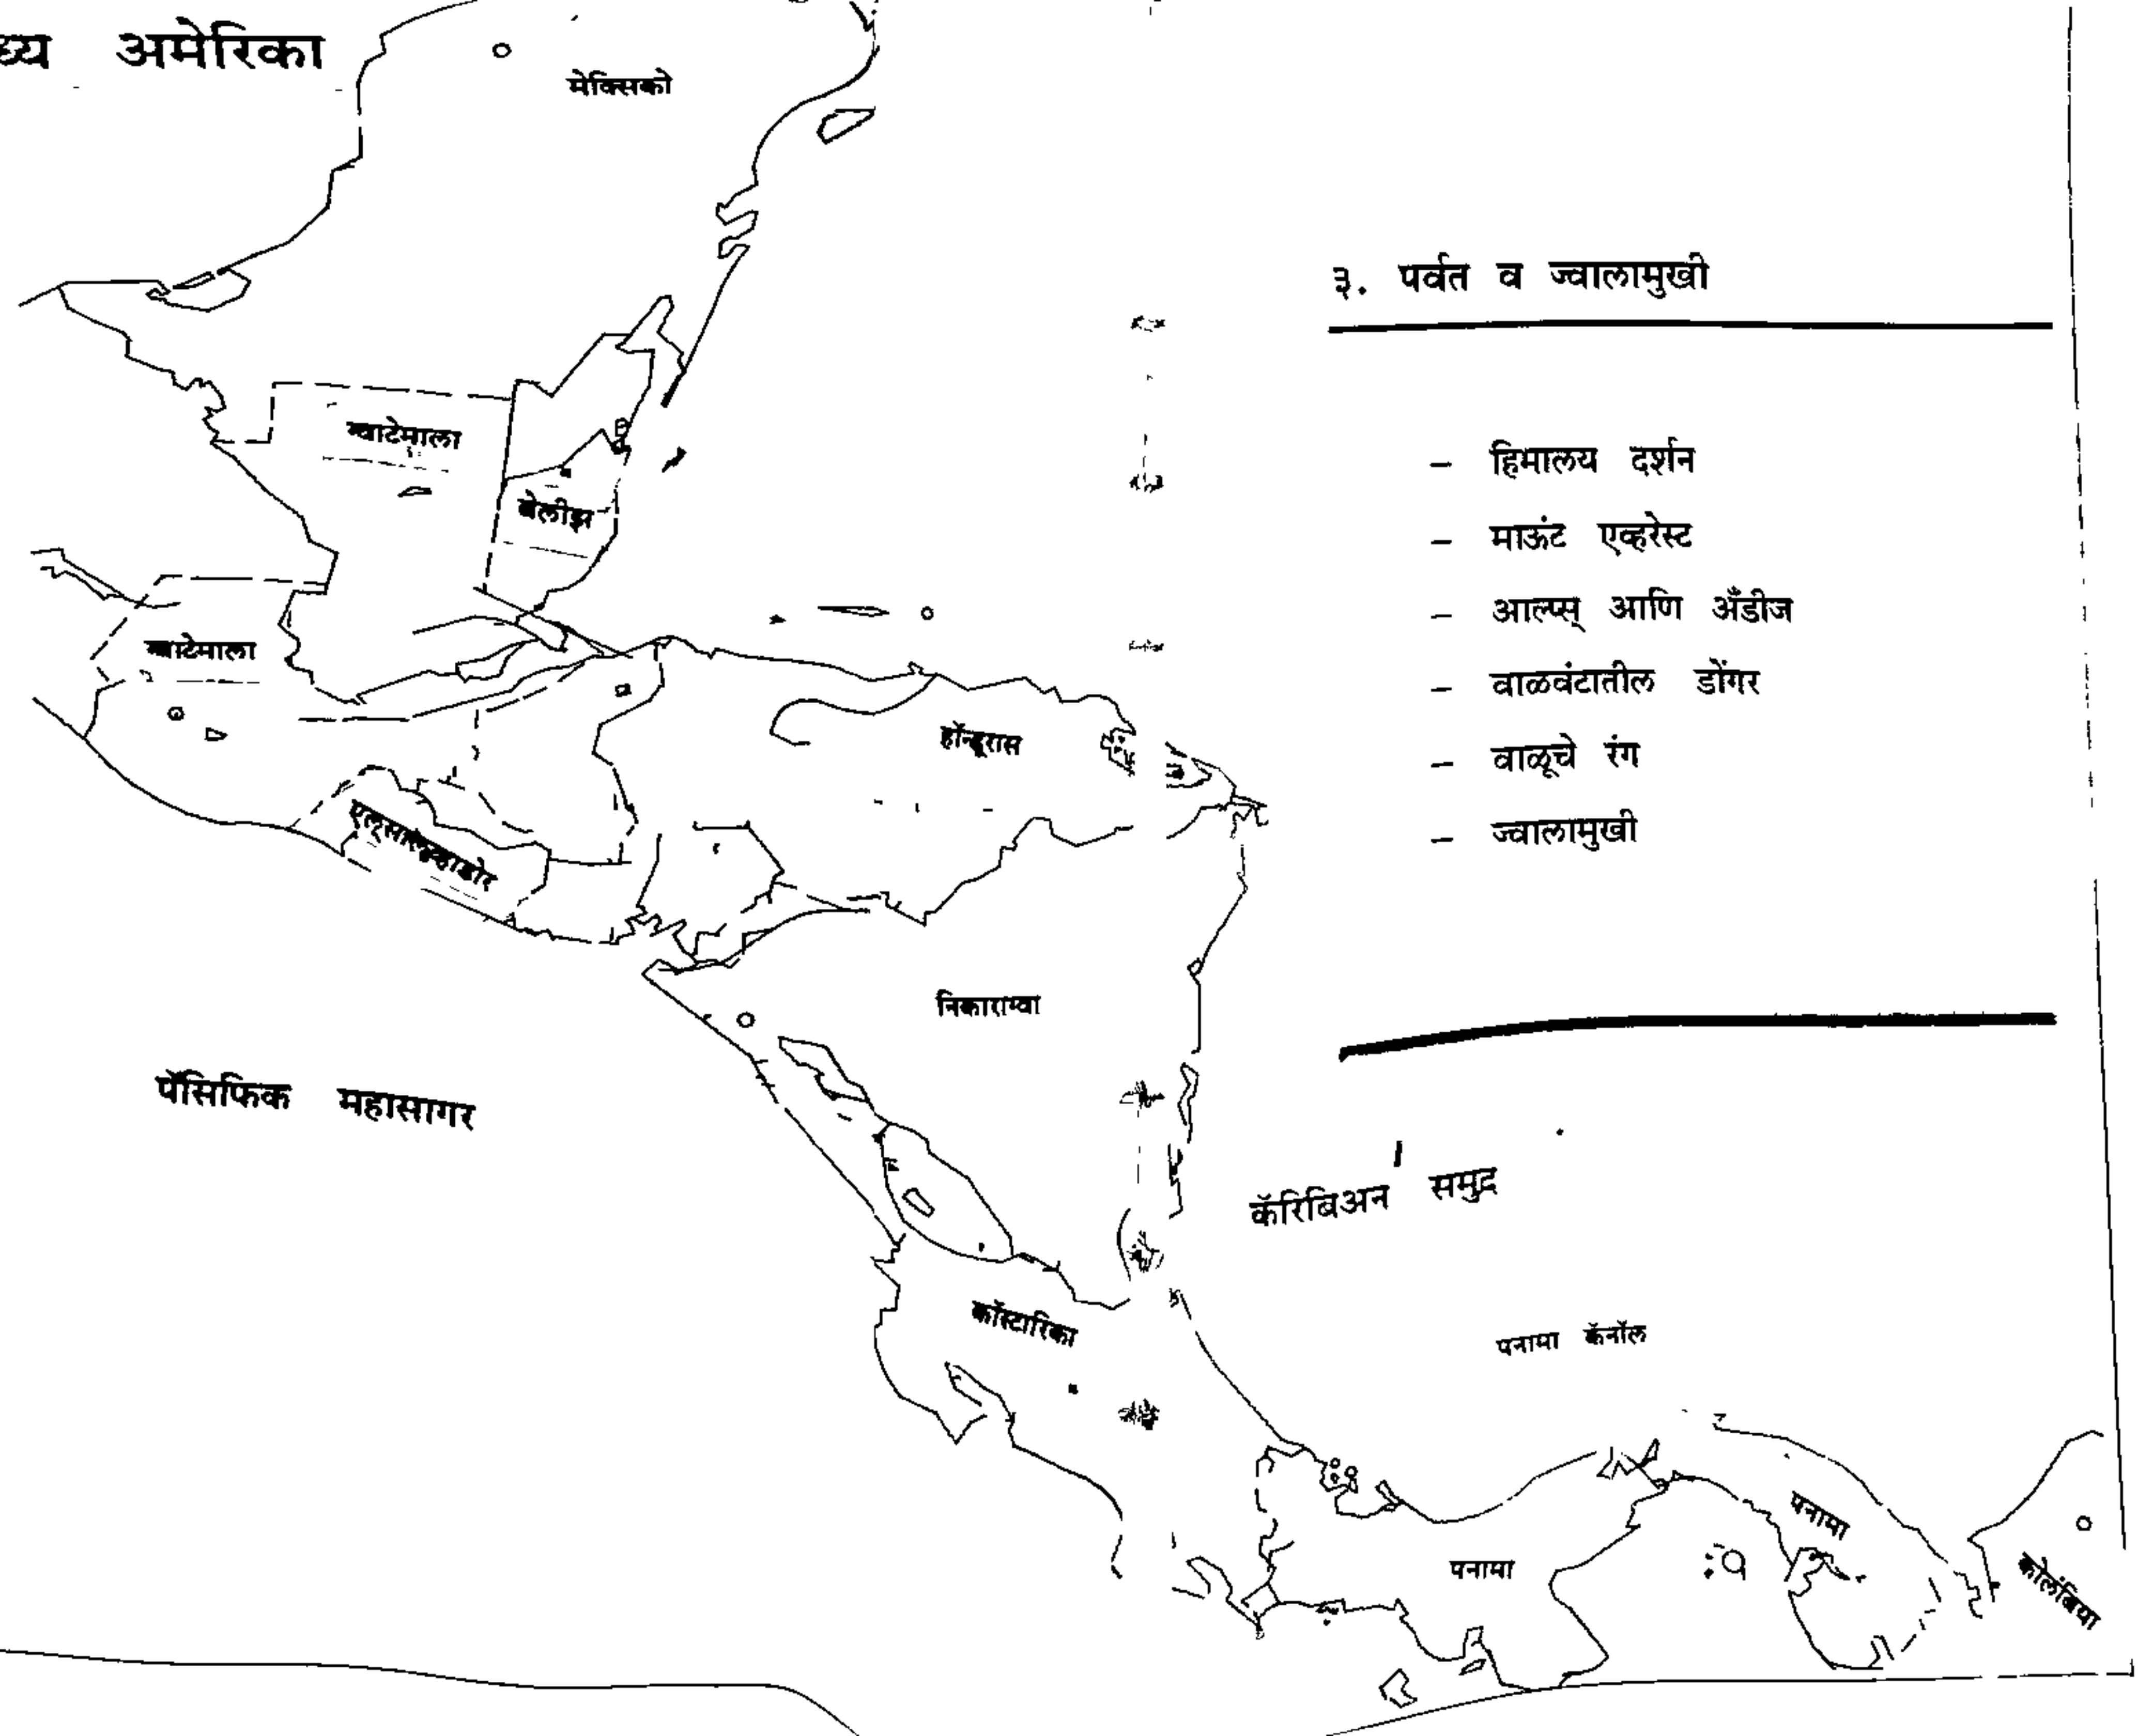 ध्य अमेरिका
मेक्सिको
३. पर्वत व ज्वालामुखी
ग्वाटेमाला
– हिमालय दर्शन
बेलीझ
– माऊंट एव्हरेस्ट
– आल्प्स् आणि अँडीज
ग्वाटेमाला
– वाळवंटातील डोंगर
हॉन्डूरास
– वाळूचे रंग
एल्साल्व्हाडोर
– ज्वालामुखी
निकाराग्वा
पॅसिफिक महासागर
कॅरिबिअन समुद्र
कॉस्टारिका
पनामा कॅनॉल
पनामा
पनामा
कोलंबिया